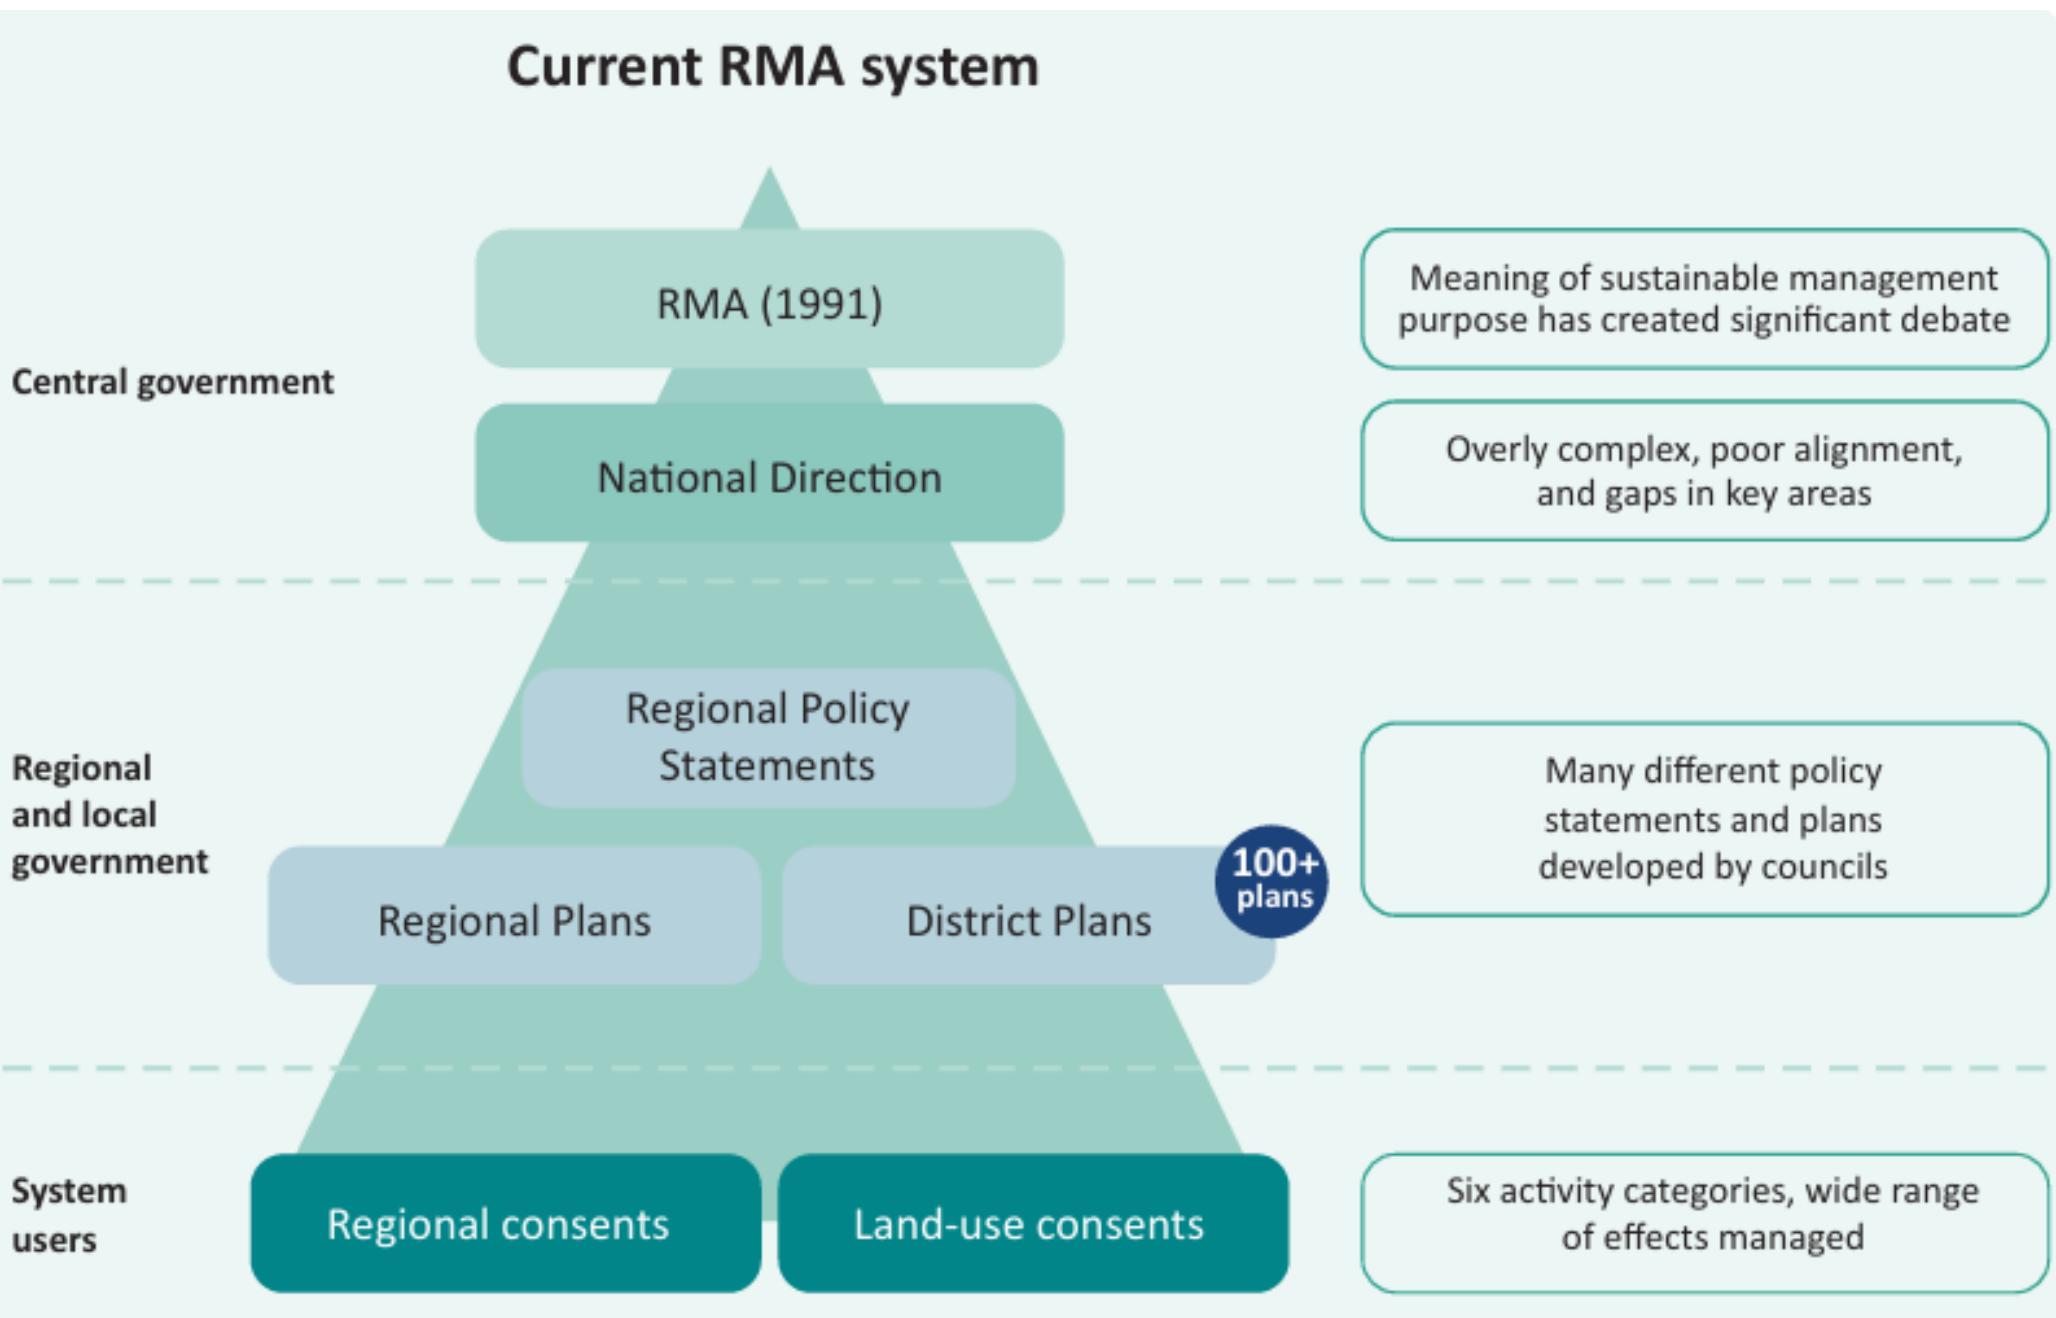 Current RMA system
Central government
RMA (1991)
Meaning of sustainable management
purpose has created significant debate
National Direction
Overly complex, poor alignment,
and gaps in key areas
Regional
and local
government
Regional Policy
Statements
Regional Plans
District Plans
100+
plans
Many different policy
statements and plans
developed by councils
System
users
Regional consents
Land-use consents
Six activity categories, wide range
of effects managed